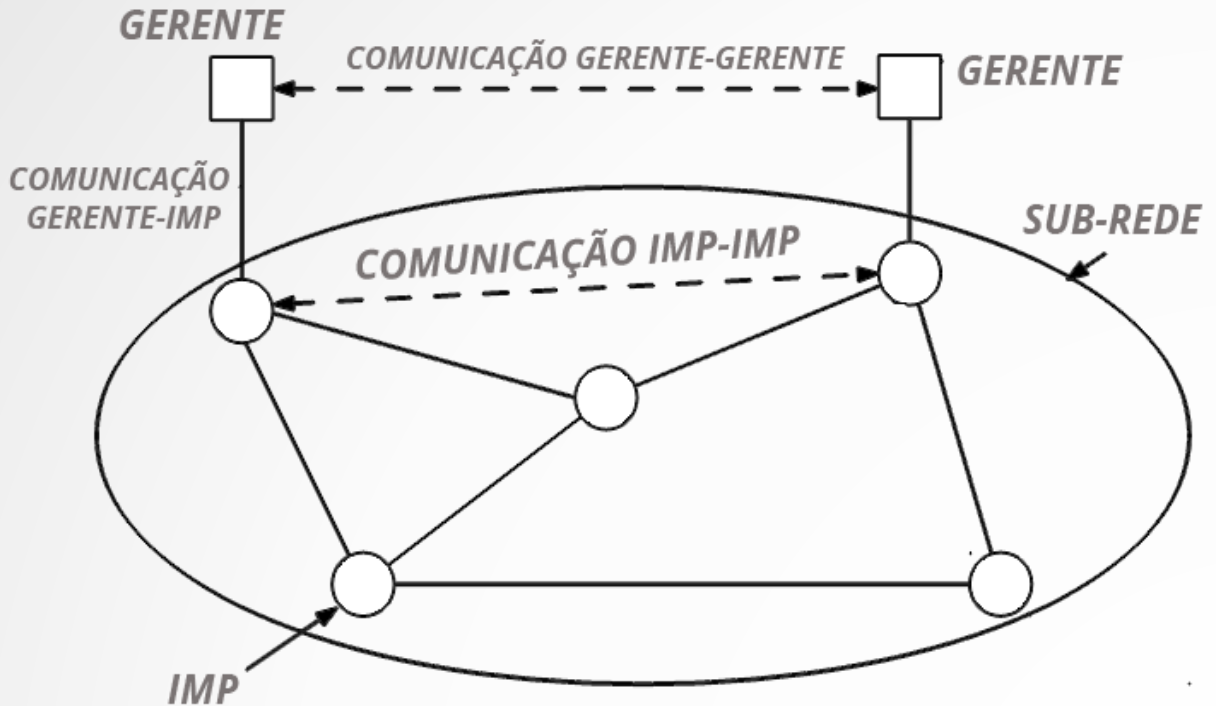 GERENTE
COMUNICAÇÃO GERENTE-GERENTE
GERENTE
COMUNICAÇÃO
GERENTE-IMP
SUB-REDE
COMUNICAÇÃO IMP-IMP
IMP